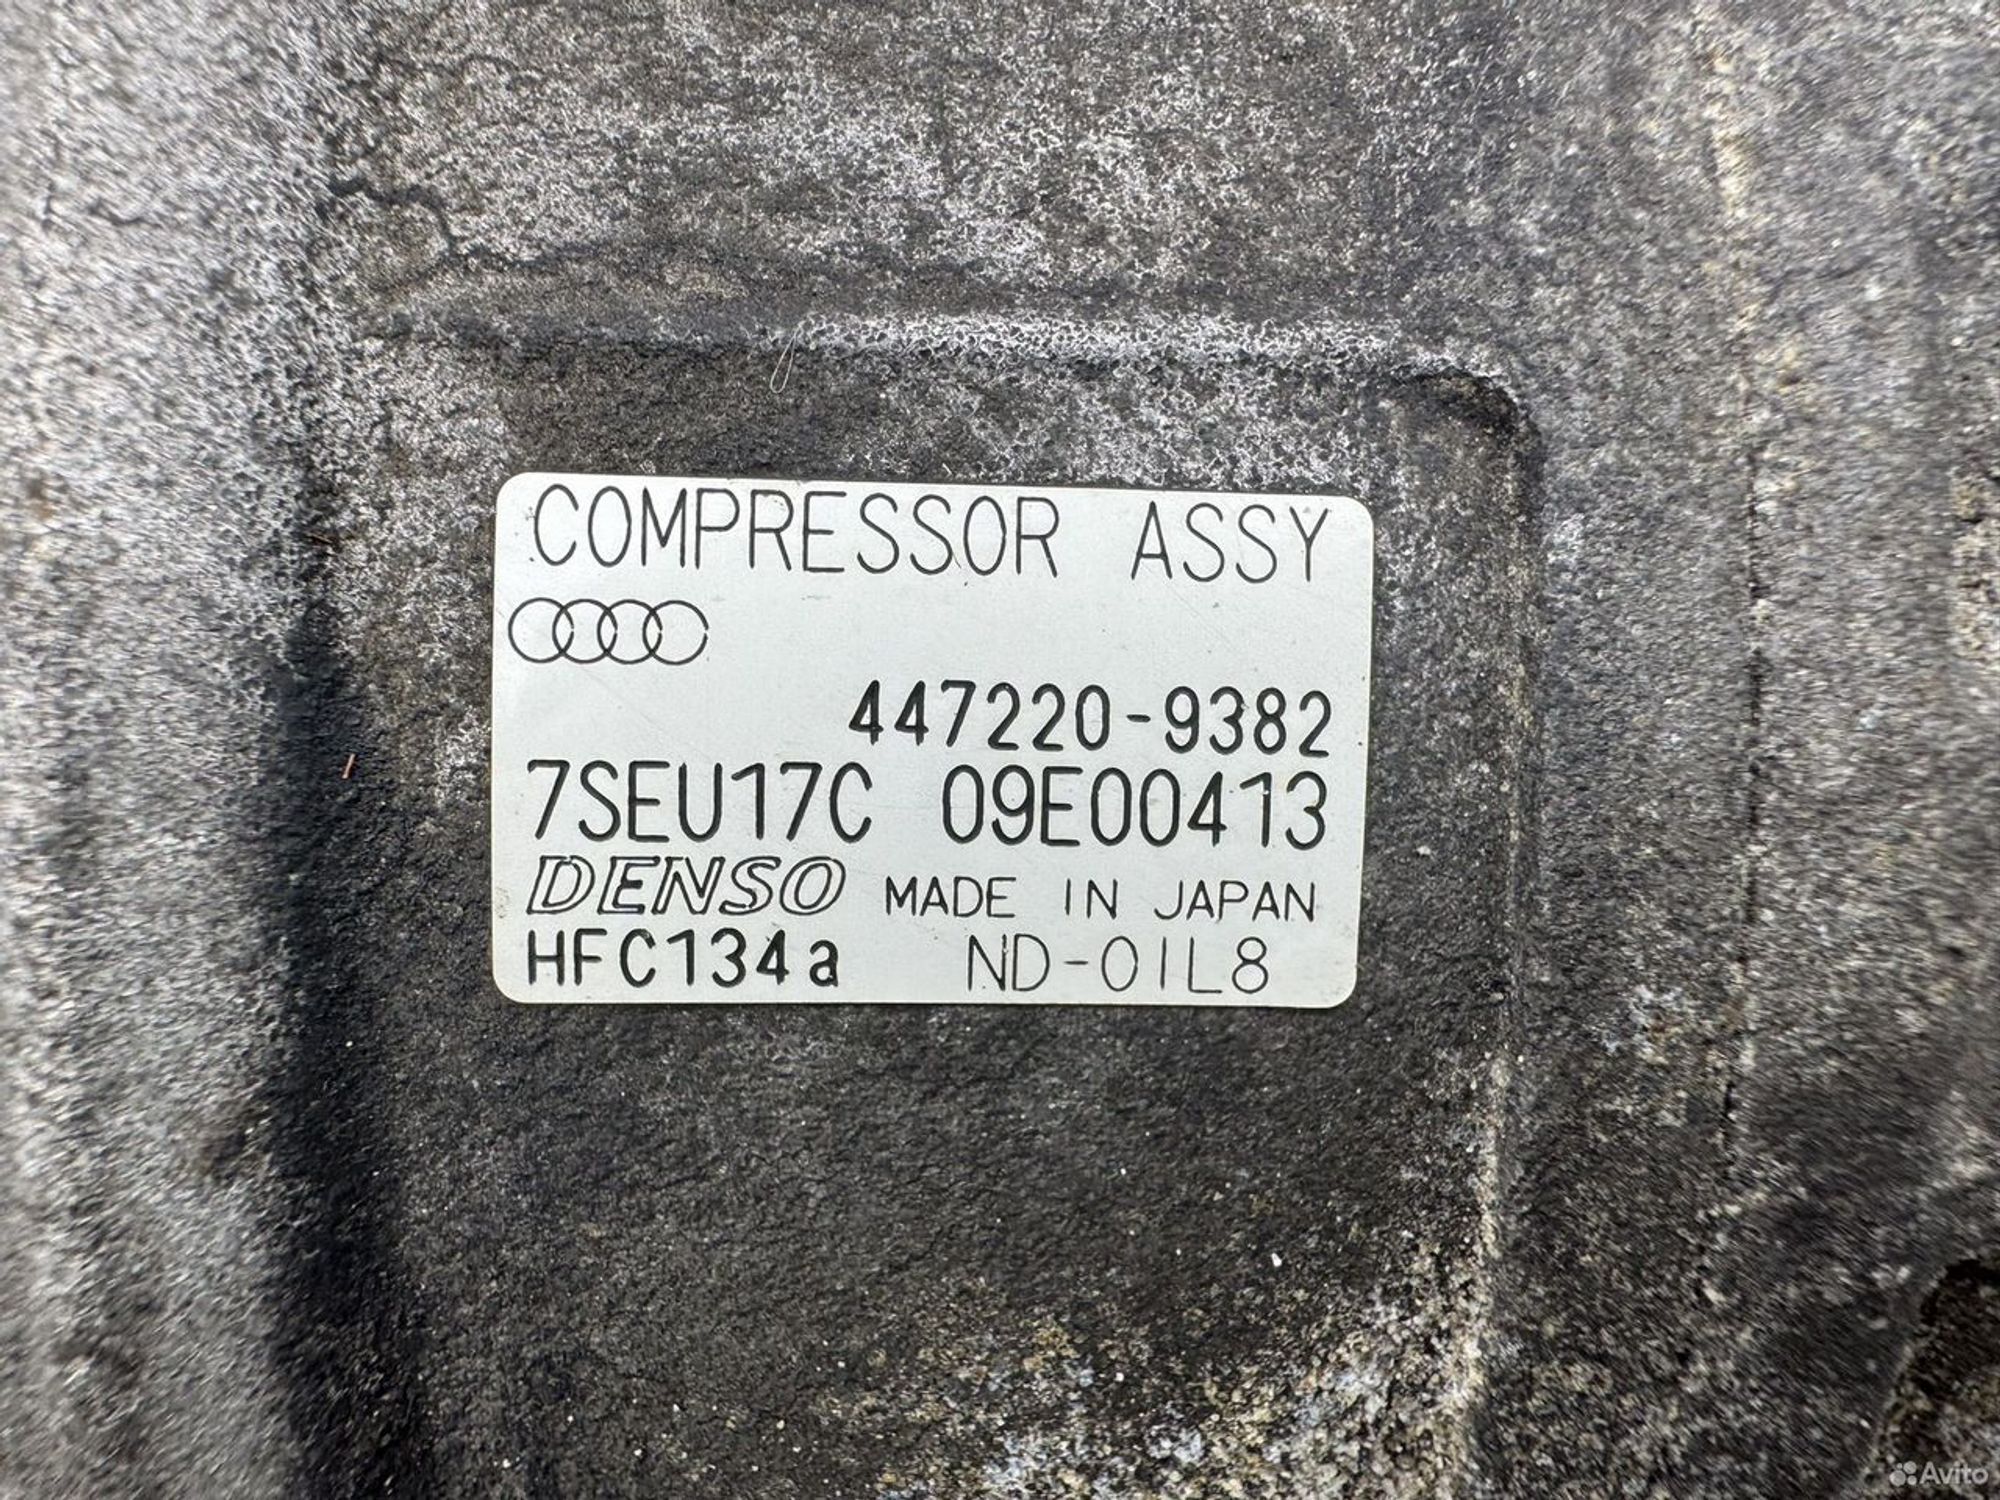 COMPRESSOR ASSY
447220-9382
7SEU17C 09E00413
DENSO MADE IN JAPAN
HFC134a ND-OIL8
Avito